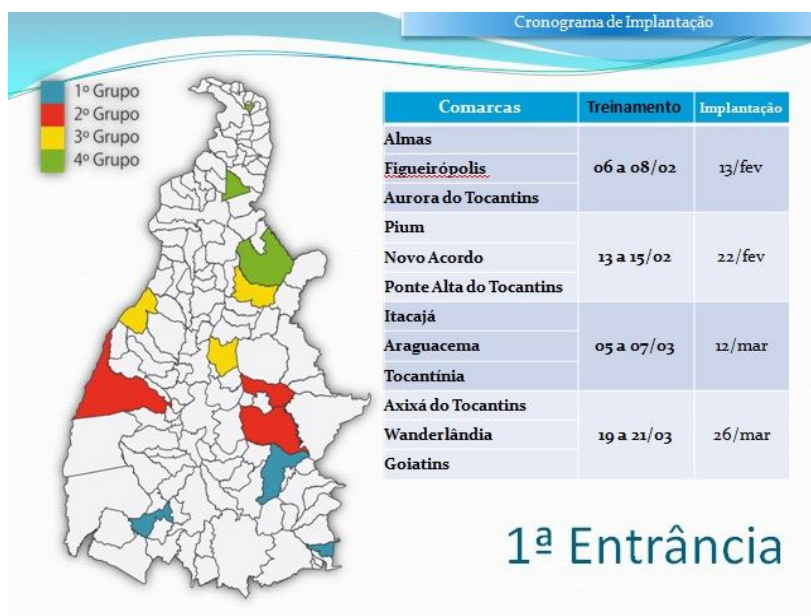 Cronograma de Implantação
1º Grupo
2º Grupo
3º Grupo
4º Grupo
Comarcas Treinamento Implantação
Almas
Figueirópolis 06 a 08/02 13/fev
Aurora do Tocantins
Pium
Novo Acordo 13 a 15/02 22/fev
Ponte Alta do Tocantins
Itacajá
Araguacema 05 a 07/03 12/mar
Tocantínia
Axixá do Tocantins
Wanderlândia 19 a 21/03 26/mar
Goiatins
1ª Entrância